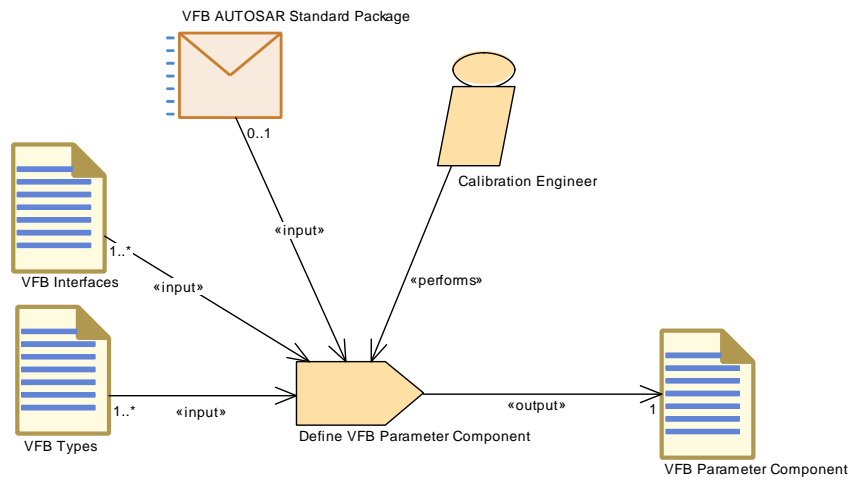 VFB AUTOSAR Standard Package
0..1
Calibration Engineer
1..*
«input»
VFB Interfaces
«input»
«performs»
1..*
«input»
VFB Types
«output»
1
Define VFB Parameter Component
VFB Parameter Component